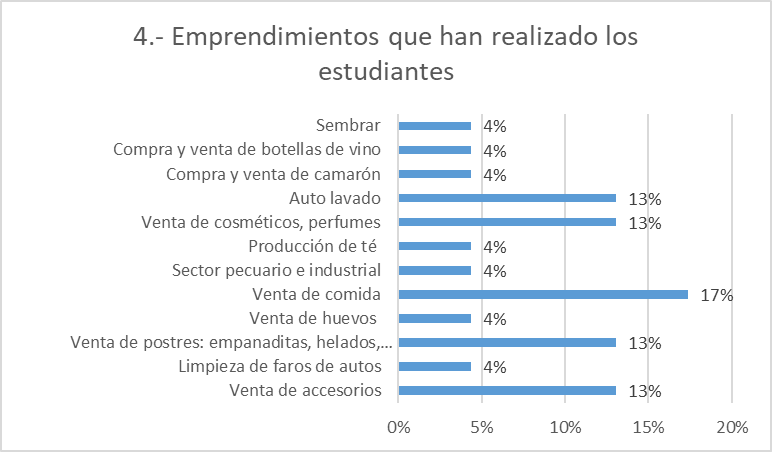 4.- Emprendimientos que han realizado los
estudiantes
Sembrar 4%
Compra y venta de botellas de vino 4%
Compra y venta de camarón 4%
Auto lavado 13%
Venta de cosméticos, perfumes 13%
Producción de té 4%
Sector pecuario e industrial 4%
Venta de comida 17%
Venta de huevos 4%
Venta de postres: empanaditas, helados,... 13%
Limpieza de faros de autos 4%
Venta de accesorios 13%
0% 5% 10% 15% 20%